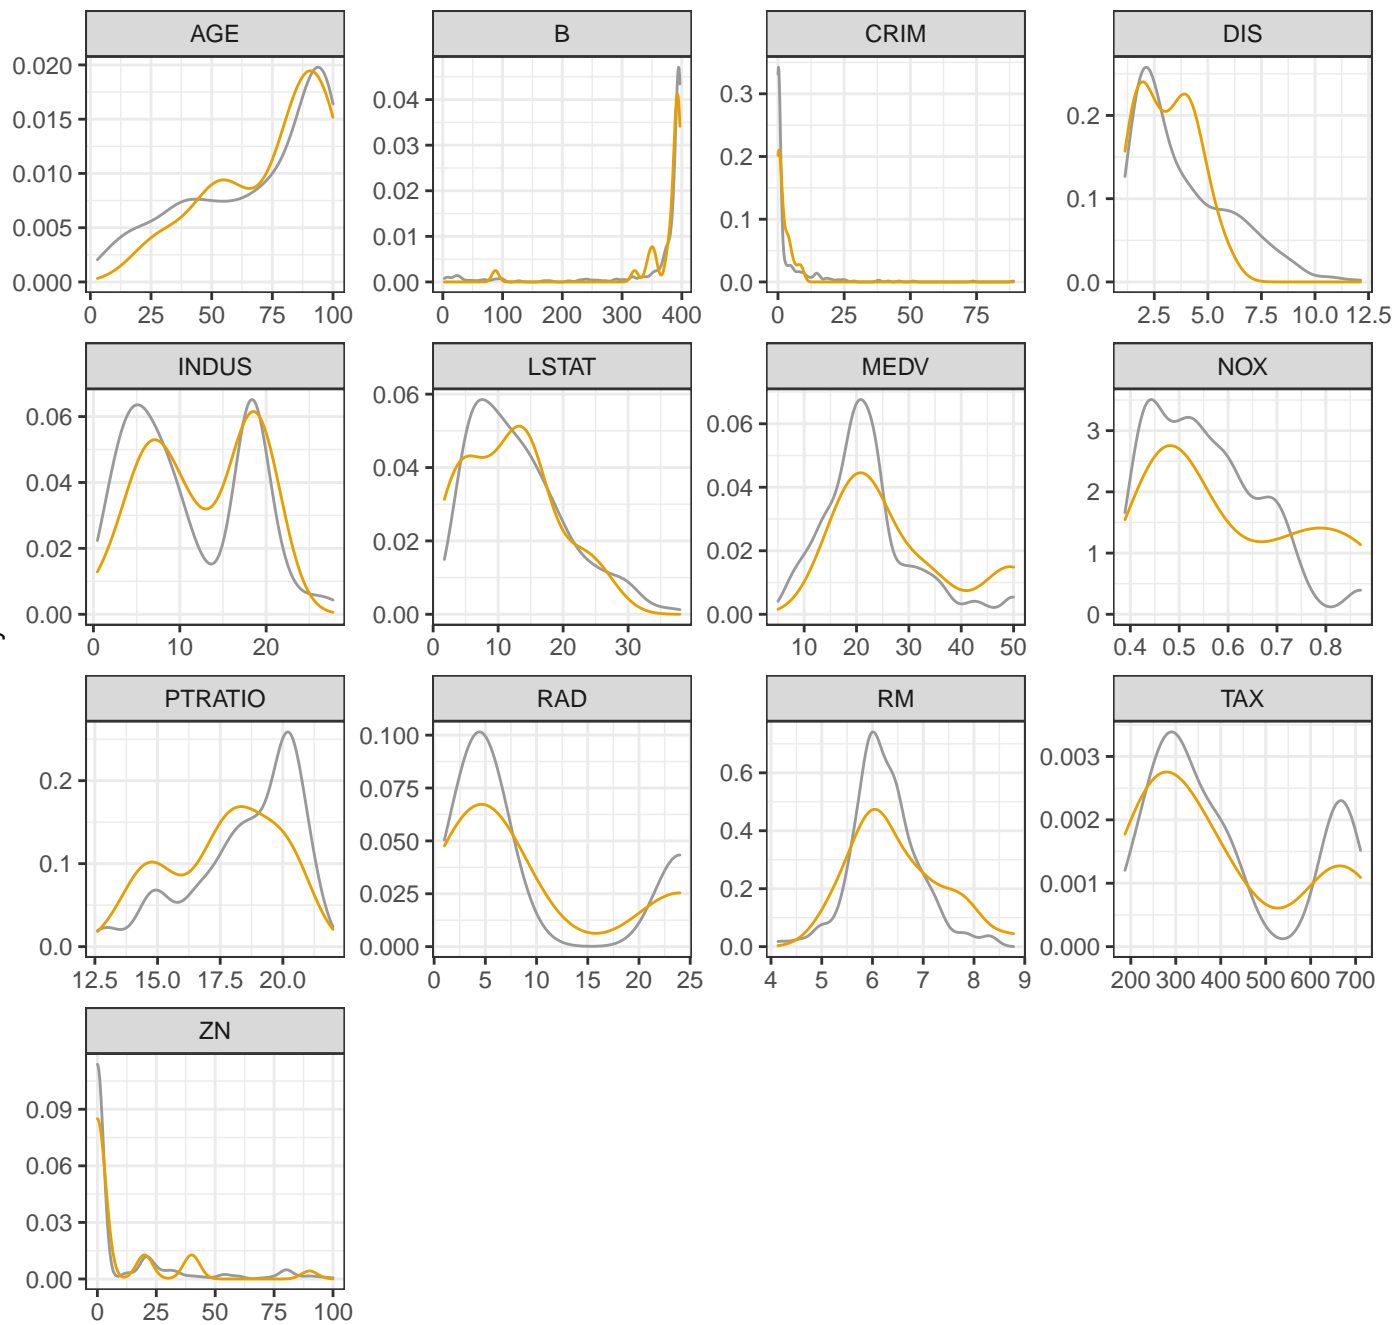 AGE B CRIM DIS
0.020 0.015 0.010 0.005 0.000
0.04 0.03 0.02 0.01 0.00
0.3 0.2 0.1 0.0
0.2 0.1 0.0
0 25 50 75 100
0 100 200 300 400
0 25 50 75
2.5 5.0 7.5 10.0 12.5
INDUS LSTAT MEDV NOX
0.06 0.04 0.02 0.00
0.06 0.04 0.02 0.00
0.06 0.04 0.02 0.00
3 2 1 0
0 10 20
0 10 20 30
10 20 30 40 50
0.4 0.5 0.6 0.7 0.8
PTRATIO RAD RM TAX
0.2 0.1 0.0
0.100 0.075 0.050 0.025 0.000
0.6 0.4 0.2 0.0
0.003 0.002 0.001 0.000
12.5 15.0 17.5 20.0
0 5 10 15 20 25
4 5 6 7 8 9
200 300 400 500 600 700
ZN
0.09 0.06 0.03 0.00
0 25 50 75 100